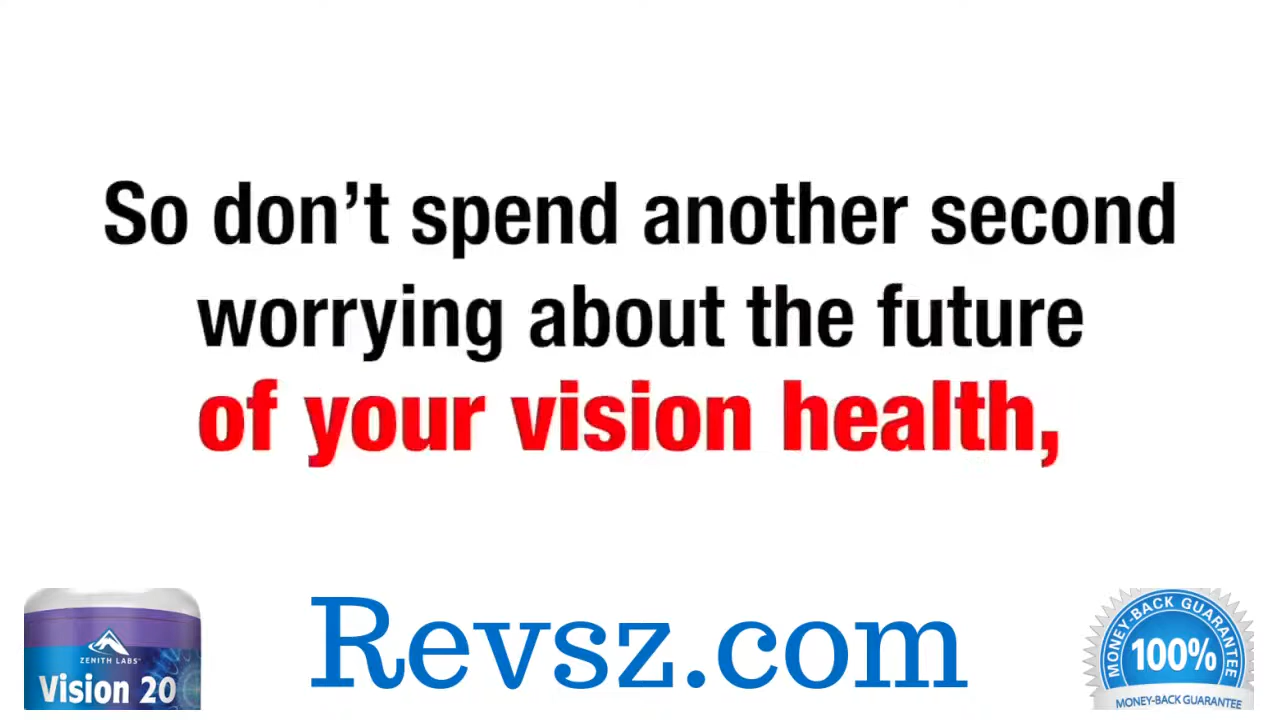 So don’t spend another second
worrying about the future
of your vision health,
Revsz.com
ZENITH LABS™
Vision 20
MONEY-BACK GUARANTEE
100%
MONEY-BACK GUARANTEE